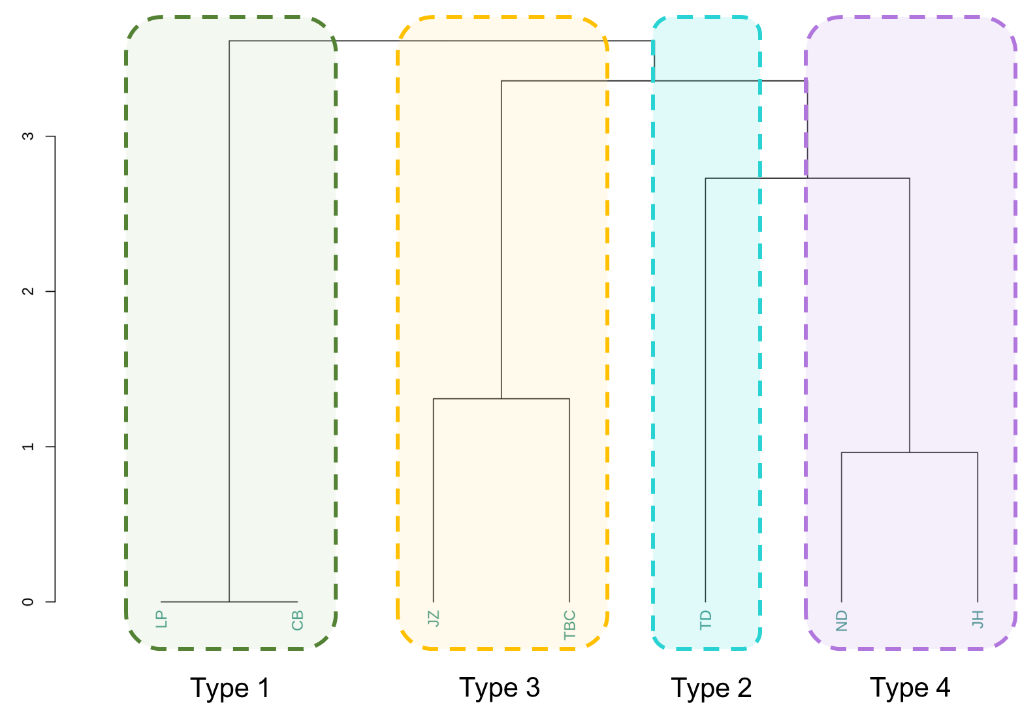 3
2
1
0
LP
CB
JZ
TBC
TD
ND
JH
Type 1
Type 3
Type 2
Type 4